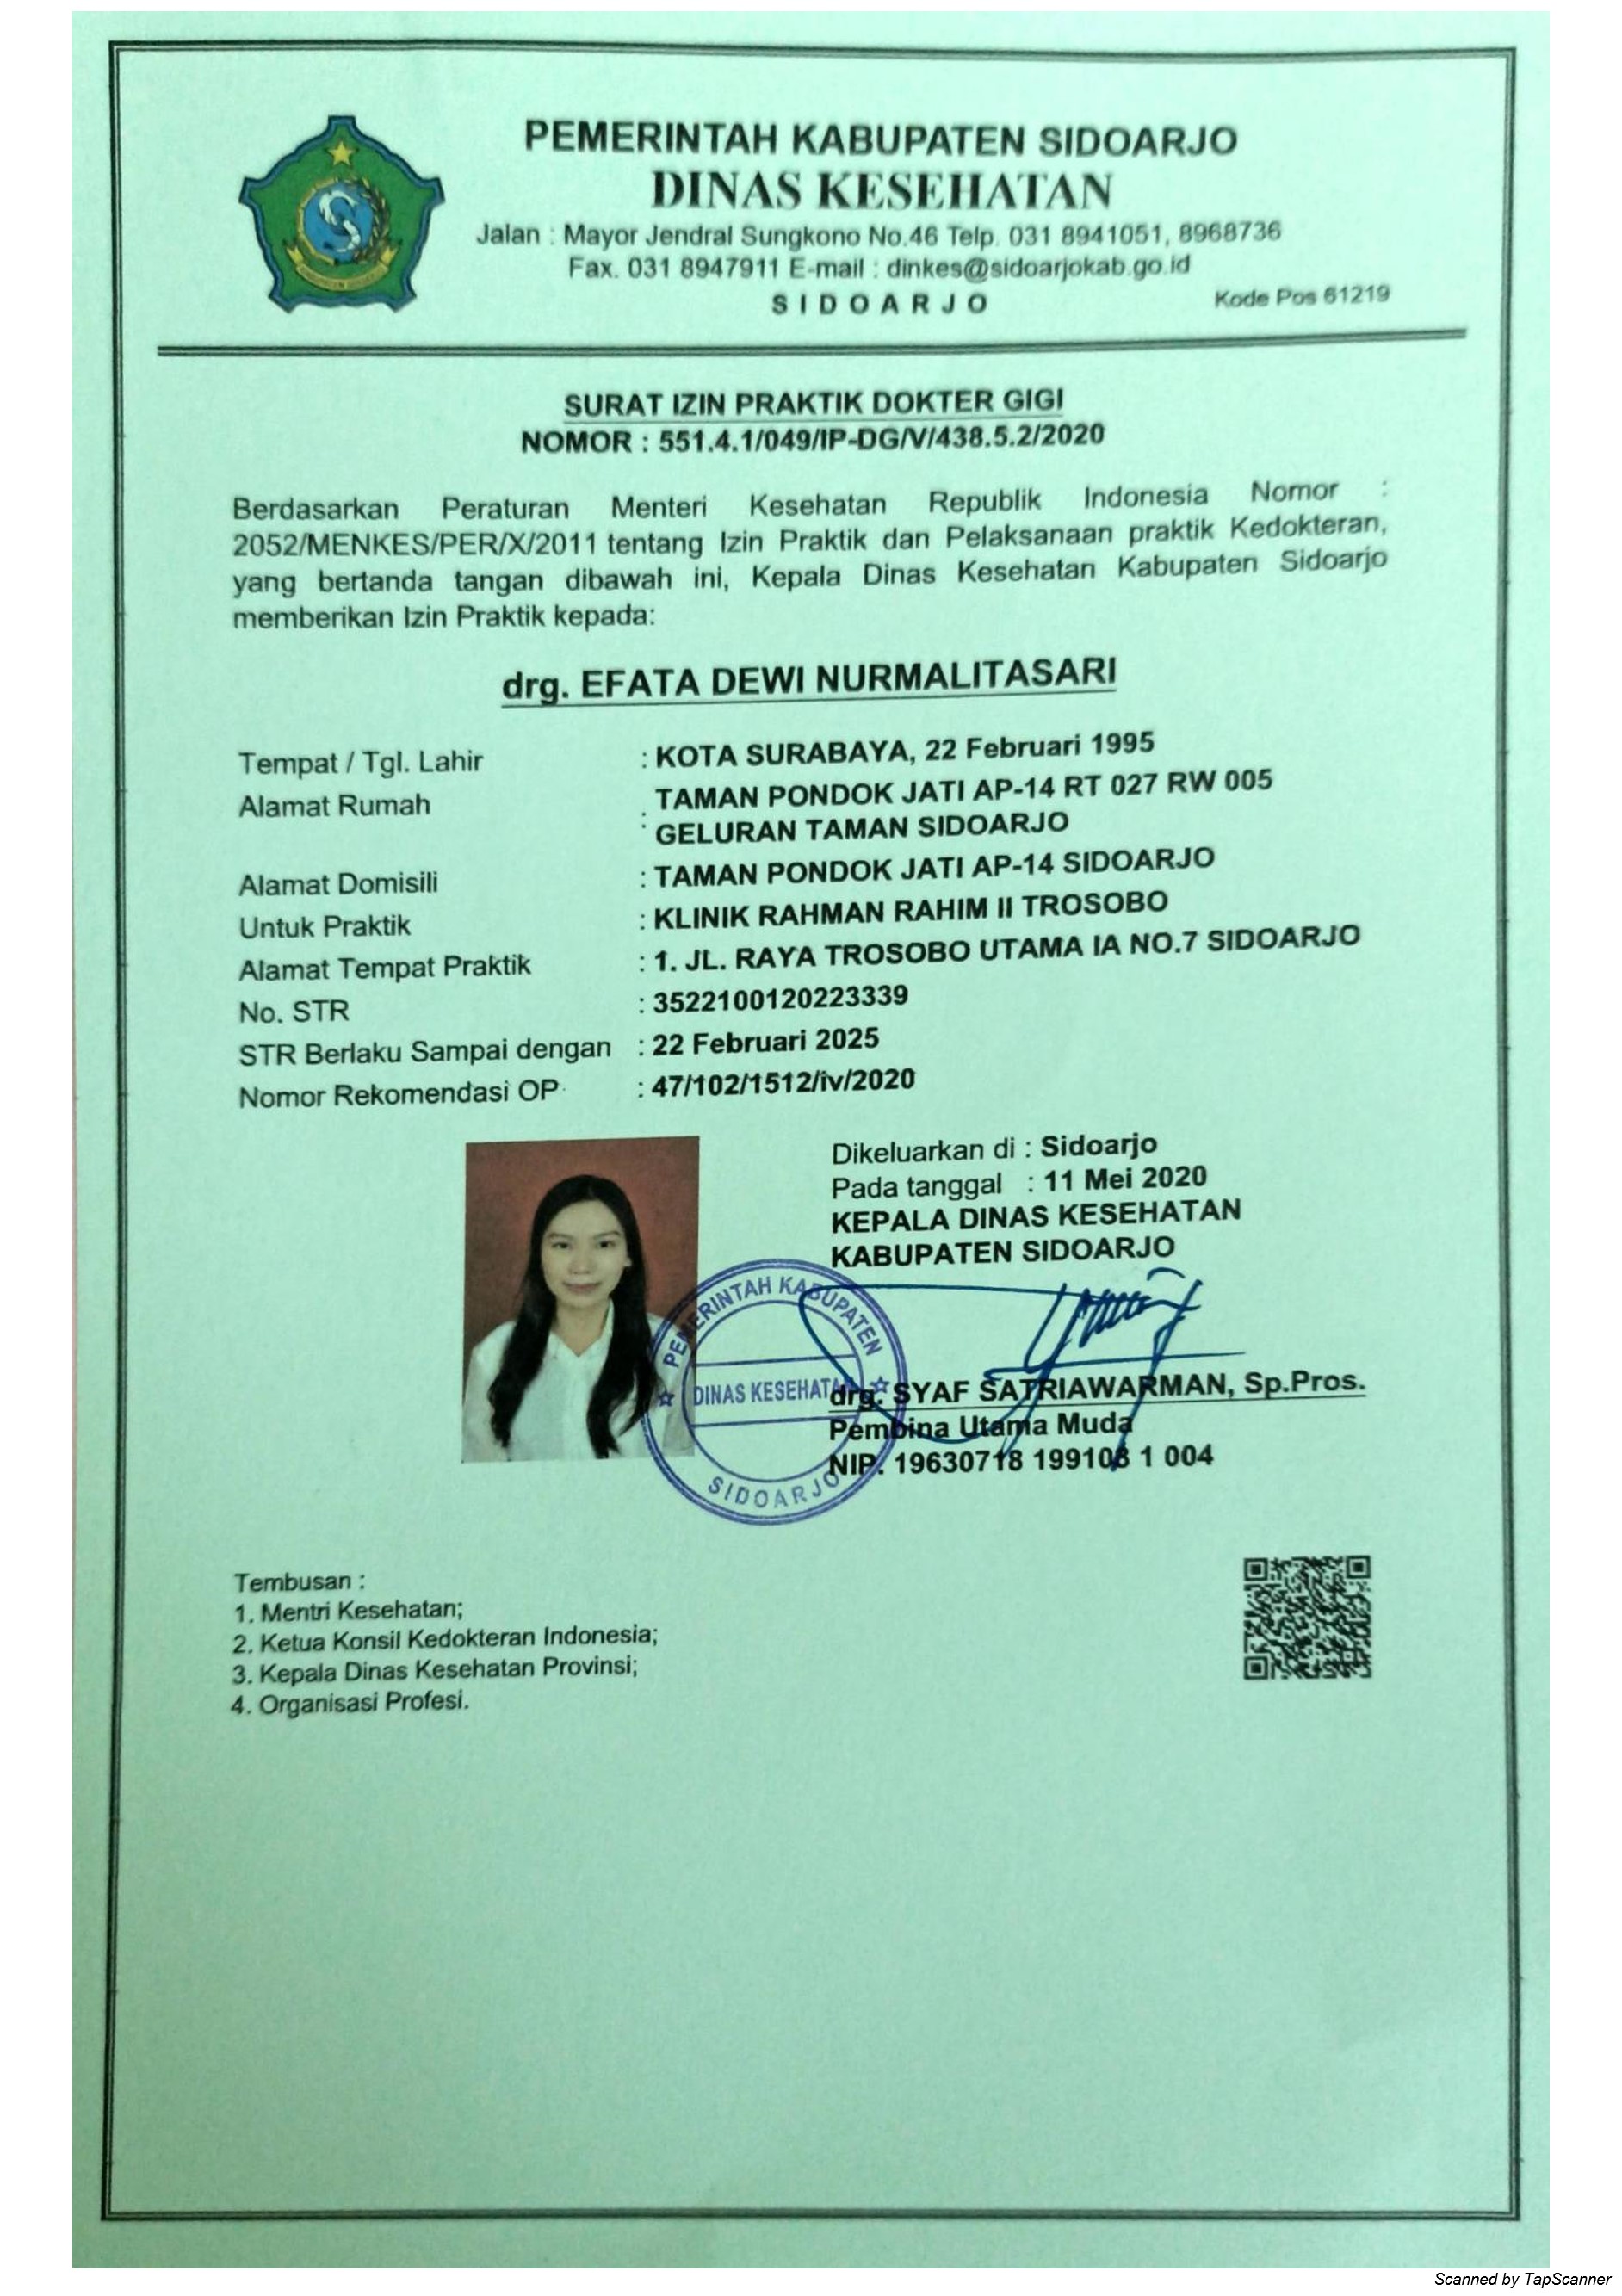 PEMERINTAH KABUPATEN SIDOARJO
DINAS KESEHATAN
Jalan : Mayor Jendral Sungkono No.46 Telp. 031 8941051, 8968736
Fax. 031 8947911 E-mail : dinkes@sidoarjokab.go.id
SIDOARJO
Kode Pos 61219
SURAT IZIN PRAKTIK DOKTER GIGI
NOMOR : 551.4.1/049/IP-DG/V/438.5.2/2020
Berdasarkan Peraturan Menteri Kesehatan Republik Indonesia Nomor :
2052/MENKES/PER/X/2011 tentang Izin Praktik dan Pelaksanaan praktik Kedokteran,
yang bertanda tangan dibawah ini, Kepala Dinas Kesehatan Kabupaten Sidoarjo
memberikan Izin Praktik kepada:
drg. EFATA DEWI NURMALITASARI
Tempat / Tgl. Lahir : KOTA SURABAYA, 22 Februari 1995
Alamat Rumah : TAMAN PONDOK JATI AP-14 RT 027 RW 005
GELURAN TAMAN SIDOARJO
Alamat Domisili : TAMAN PONDOK JATI AP-14 SIDOARJO
Untuk Praktik : KLINIK RAHMAN RAHIM II TROSOBO
Alamat Tempat Praktik : 1. JL. RAYA TROSOBO UTAMA IA NO.7 SIDOARJO
No. STR : 3522100120223339
STR Berlaku Sampai dengan : 22 Februari 2025
Nomor Rekomendasi OP : 47/102/1512/iv/2020
Dikeluarkan di : Sidoarjo
Pada tanggal : 11 Mei 2020
KEPALA DINAS KESEHATAN
KABUPATEN SIDOARJO
PEMERINTAH KABUPATEN
DINAS KESEHATAN
SIDOARJO
drg. SYAF SATRIAWARMAN, Sp.Pros.
Pembina Utama Muda
NIP. 19630718 199103 1 004
Tembusan :
1. Mentri Kesehatan;
2. Ketua Konsil Kedokteran Indonesia;
3. Kepala Dinas Kesehatan Provinsi;
4. Organisasi Profesi.
Scanned by TapScanner